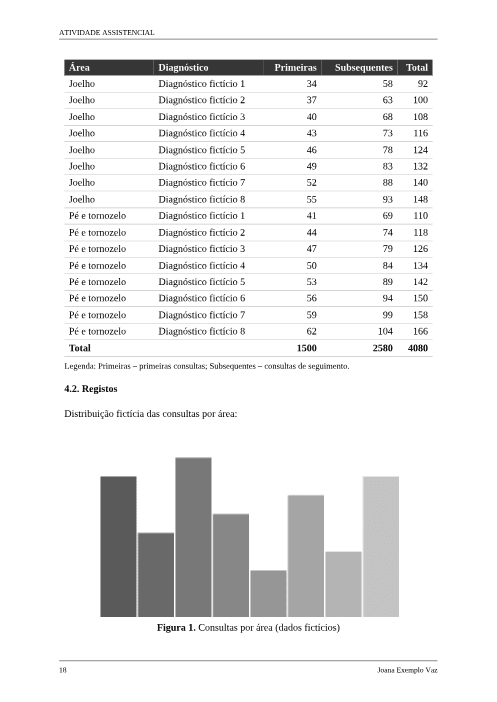 ATIVIDADE ASSISTENCIAL
Área Diagnóstico Primeiras Subsequentes Total
Joelho Diagnóstico fictício 1 34 58 92
Joelho Diagnóstico fictício 2 37 63 100
Joelho Diagnóstico fictício 3 40 68 108
Joelho Diagnóstico fictício 4 43 73 116
Joelho Diagnóstico fictício 5 46 78 124
Joelho Diagnóstico fictício 6 49 83 132
Joelho Diagnóstico fictício 7 52 88 140
Joelho Diagnóstico fictício 8 55 93 148
Pé e tornozelo Diagnóstico fictício 1 41 69 110
Pé e tornozelo Diagnóstico fictício 2 44 74 118
Pé e tornozelo Diagnóstico fictício 3 47 79 126
Pé e tornozelo Diagnóstico fictício 4 50 84 134
Pé e tornozelo Diagnóstico fictício 5 53 89 142
Pé e tornozelo Diagnóstico fictício 6 56 94 150
Pé e tornozelo Diagnóstico fictício 7 59 99 158
Pé e tornozelo Diagnóstico fictício 8 62 104 166
Total 1500 2580 4080
Legenda: Primeiras – primeiras consultas; Subsequentes – consultas de seguimento.
4.2. Registos
Distribuição fictícia das consultas por área:
Figura 1. Consultas por área (dados fictícios)
18 Joana Exemplo Vaz